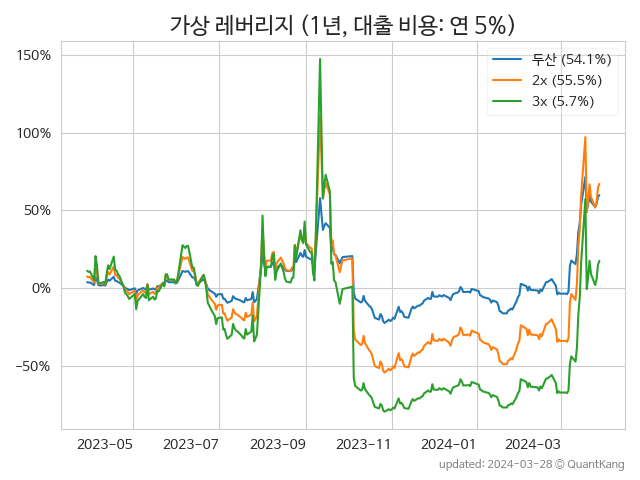 가상 레버리지 (1년, 대출 비용: 연 5%)
두산 (54.1%)
2x (55.5%)
3x (5.7%)
150%
100%
50%
0%
−50%
2023-05 2023-07 2023-09 2023-11 2024-01 2024-03
updated: 2024-03-28 © QuantKang